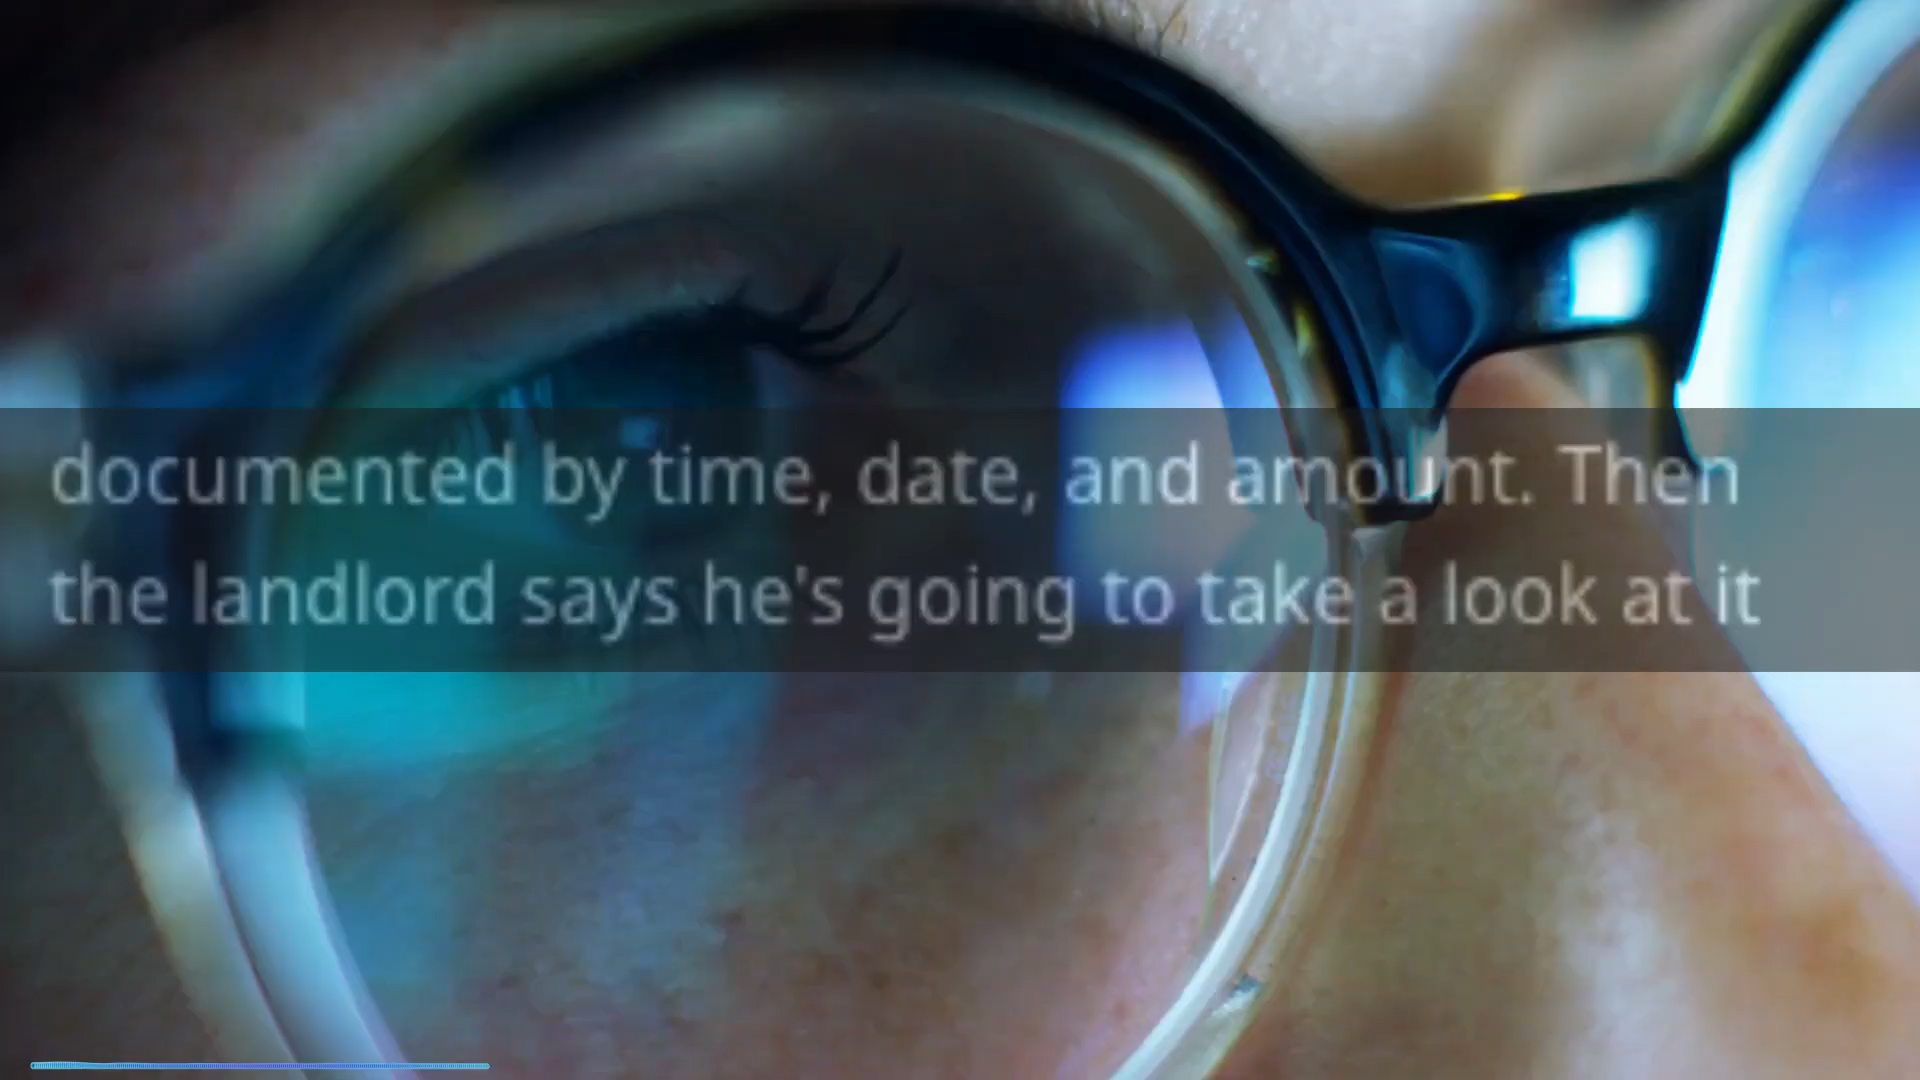 documented by time, date, and amount. Then
the landlord says he's going to take a look at it